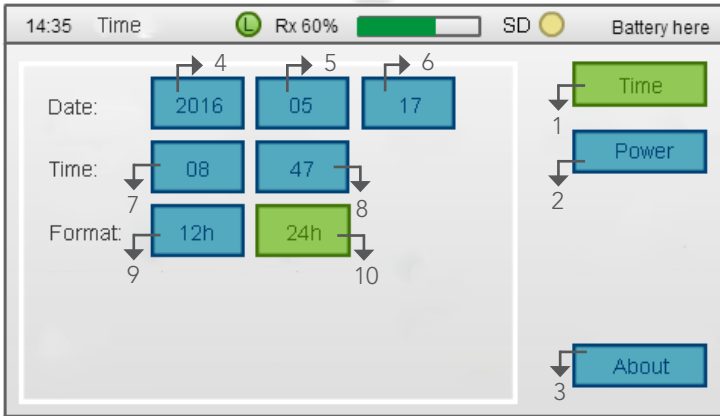 14:35 Time L Rx 60% SD Battery here
4 5 6
Date: 2016 05 17 Time
1
Power
Time: 08 47
7 8 2
Format: 12h 24h
9 10
About
3